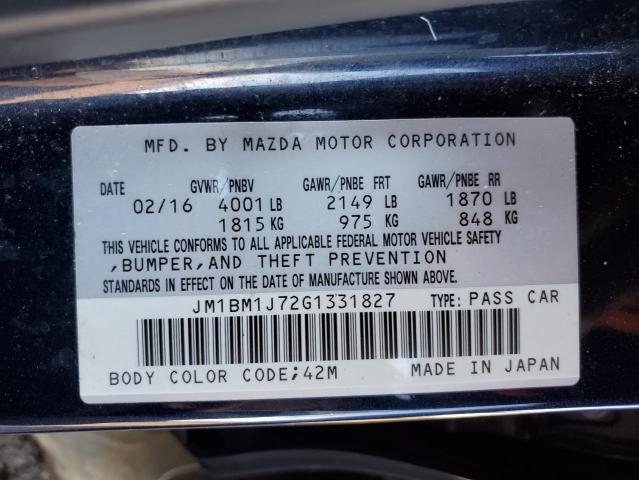 MFD. BY MAZDA MOTOR CORPORATION
DATE GVWR/PNBV GAWR/PNBE FRT GAWR/PNBE RR
02/16 4001 LB 2149 LB 1870 LB
1815 KG 975 KG 848 KG
THIS VEHICLE CONFORMS TO ALL APPLICABLE FEDERAL MOTOR VEHICLE SAFETY
,BUMPER,AND THEFT PREVENTION
STANDARDS IN EFFECT ON THE DATE OF MANUFACTURE SHOWN ABOVE.
JM1BM1J72G1331827 TYPE: PASS CAR
BODY COLOR CODE;42M MADE IN JAPAN